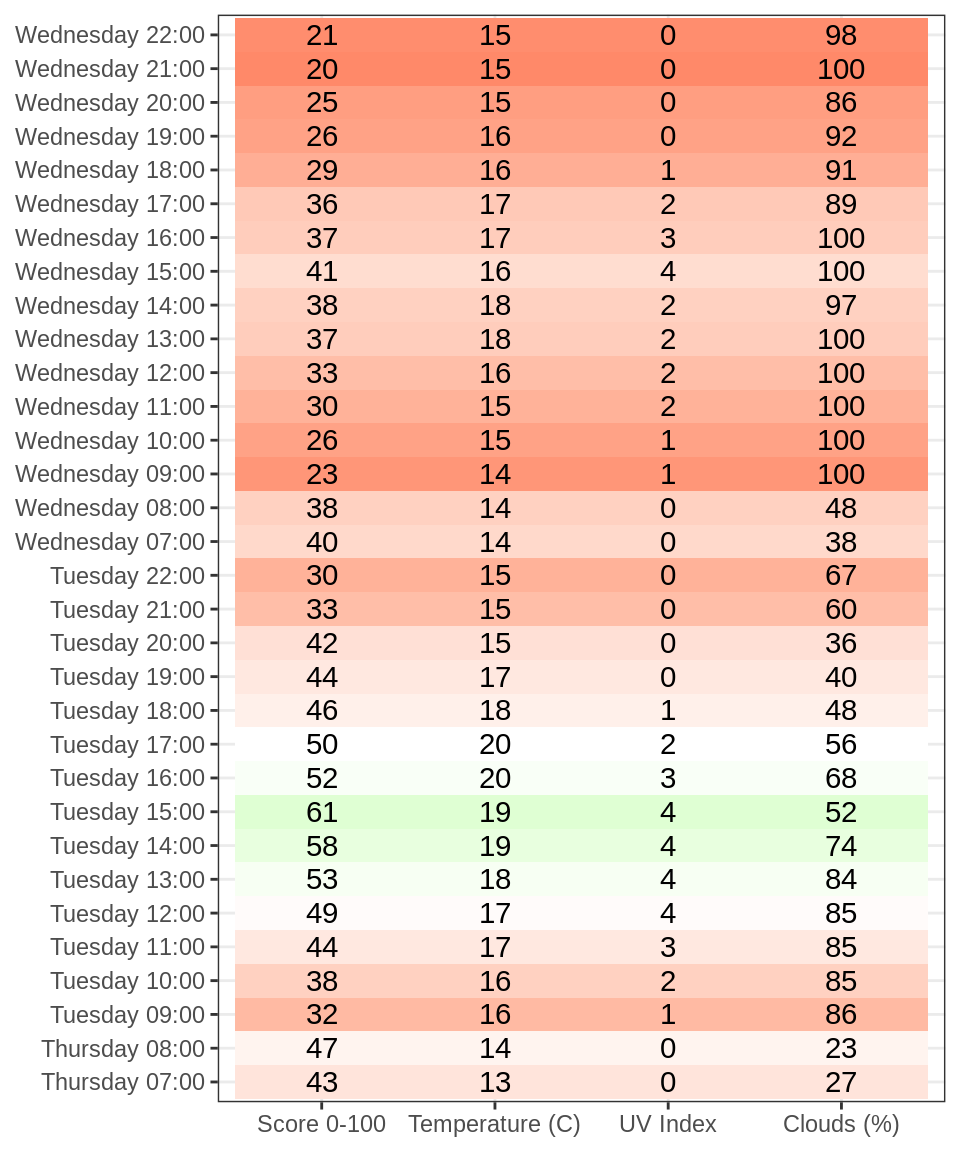 Wednesday 22:00 21 15 0 98
Wednesday 21:00 20 15 0 100
Wednesday 20:00 25 15 0 86
Wednesday 19:00 26 16 0 92
Wednesday 18:00 29 16 1 91
Wednesday 17:00 36 17 2 89
Wednesday 16:00 37 17 3 100
Wednesday 15:00 41 16 4 100
Wednesday 14:00 38 18 2 97
Wednesday 13:00 37 18 2 100
Wednesday 12:00 33 16 2 100
Wednesday 11:00 30 15 2 100
Wednesday 10:00 26 15 1 100
Wednesday 09:00 23 14 1 100
Wednesday 08:00 38 14 0 48
Wednesday 07:00 40 14 0 38
Tuesday 22:00 30 15 0 67
Tuesday 21:00 33 15 0 60
Tuesday 20:00 42 15 0 36
Tuesday 19:00 44 17 0 40
Tuesday 18:00 46 18 1 48
Tuesday 17:00 50 20 2 56
Tuesday 16:00 52 20 3 68
Tuesday 15:00 61 19 4 52
Tuesday 14:00 58 19 4 74
Tuesday 13:00 53 18 4 84
Tuesday 12:00 49 17 4 85
Tuesday 11:00 44 17 3 85
Tuesday 10:00 38 16 2 85
Tuesday 09:00 32 16 1 86
Thursday 08:00 47 14 0 23
Thursday 07:00 43 13 0 27
Score 0-100 Temperature (C) UV Index Clouds (%)